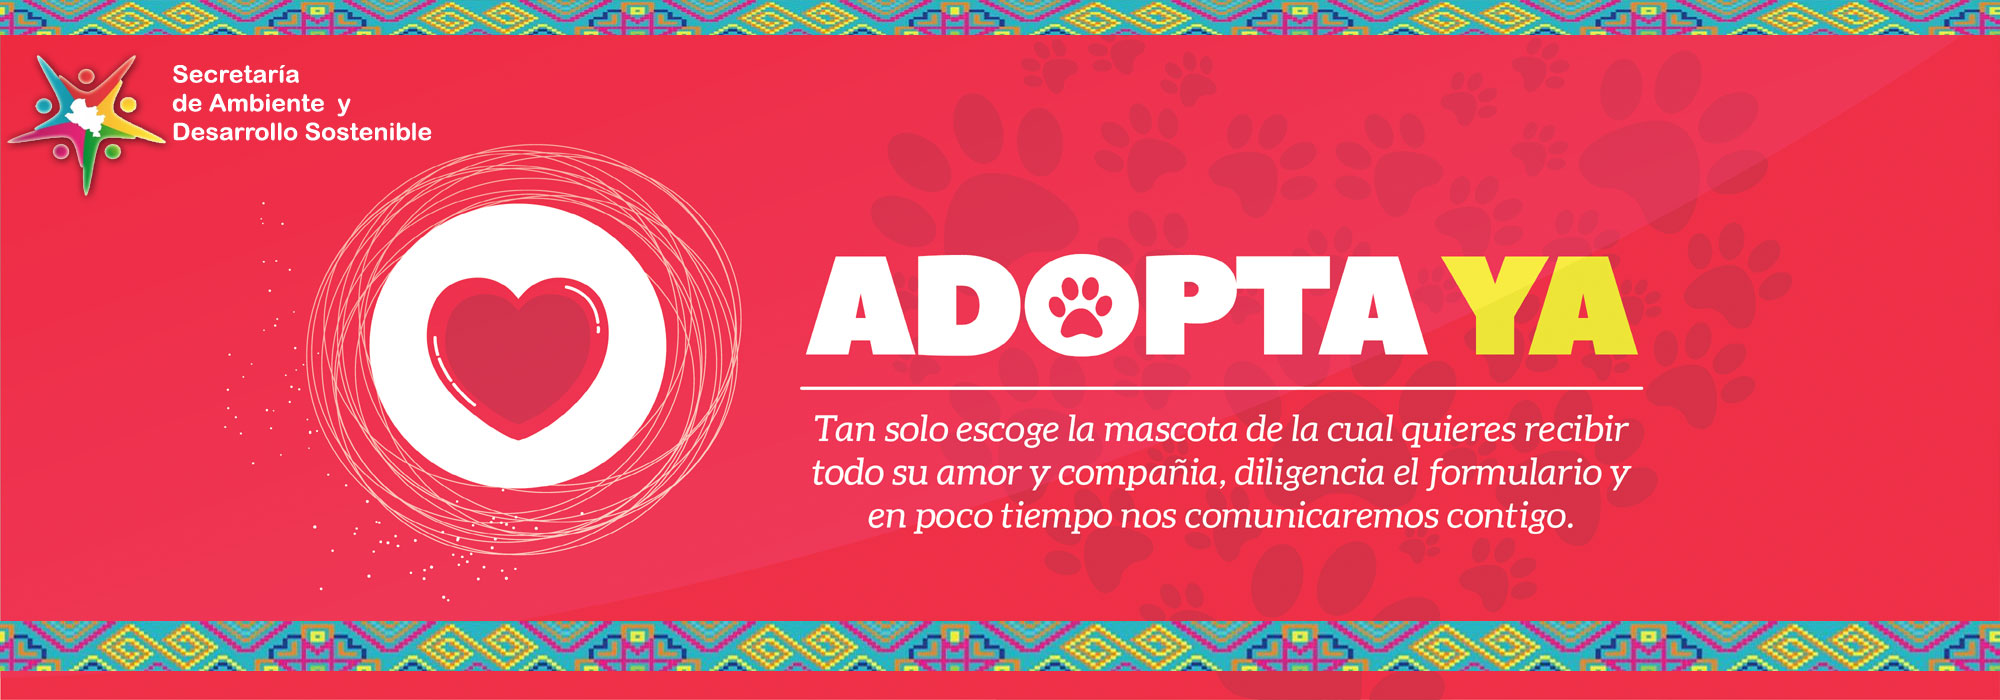 Secretaría
de Ambiente y
Desarrollo Sostenible
ADOPTA YA
Tan solo escoge la mascota de la cual quieres recibir
todo su amor y compañia, diligencia el formulario y
en poco tiempo nos comunicaremos contigo.